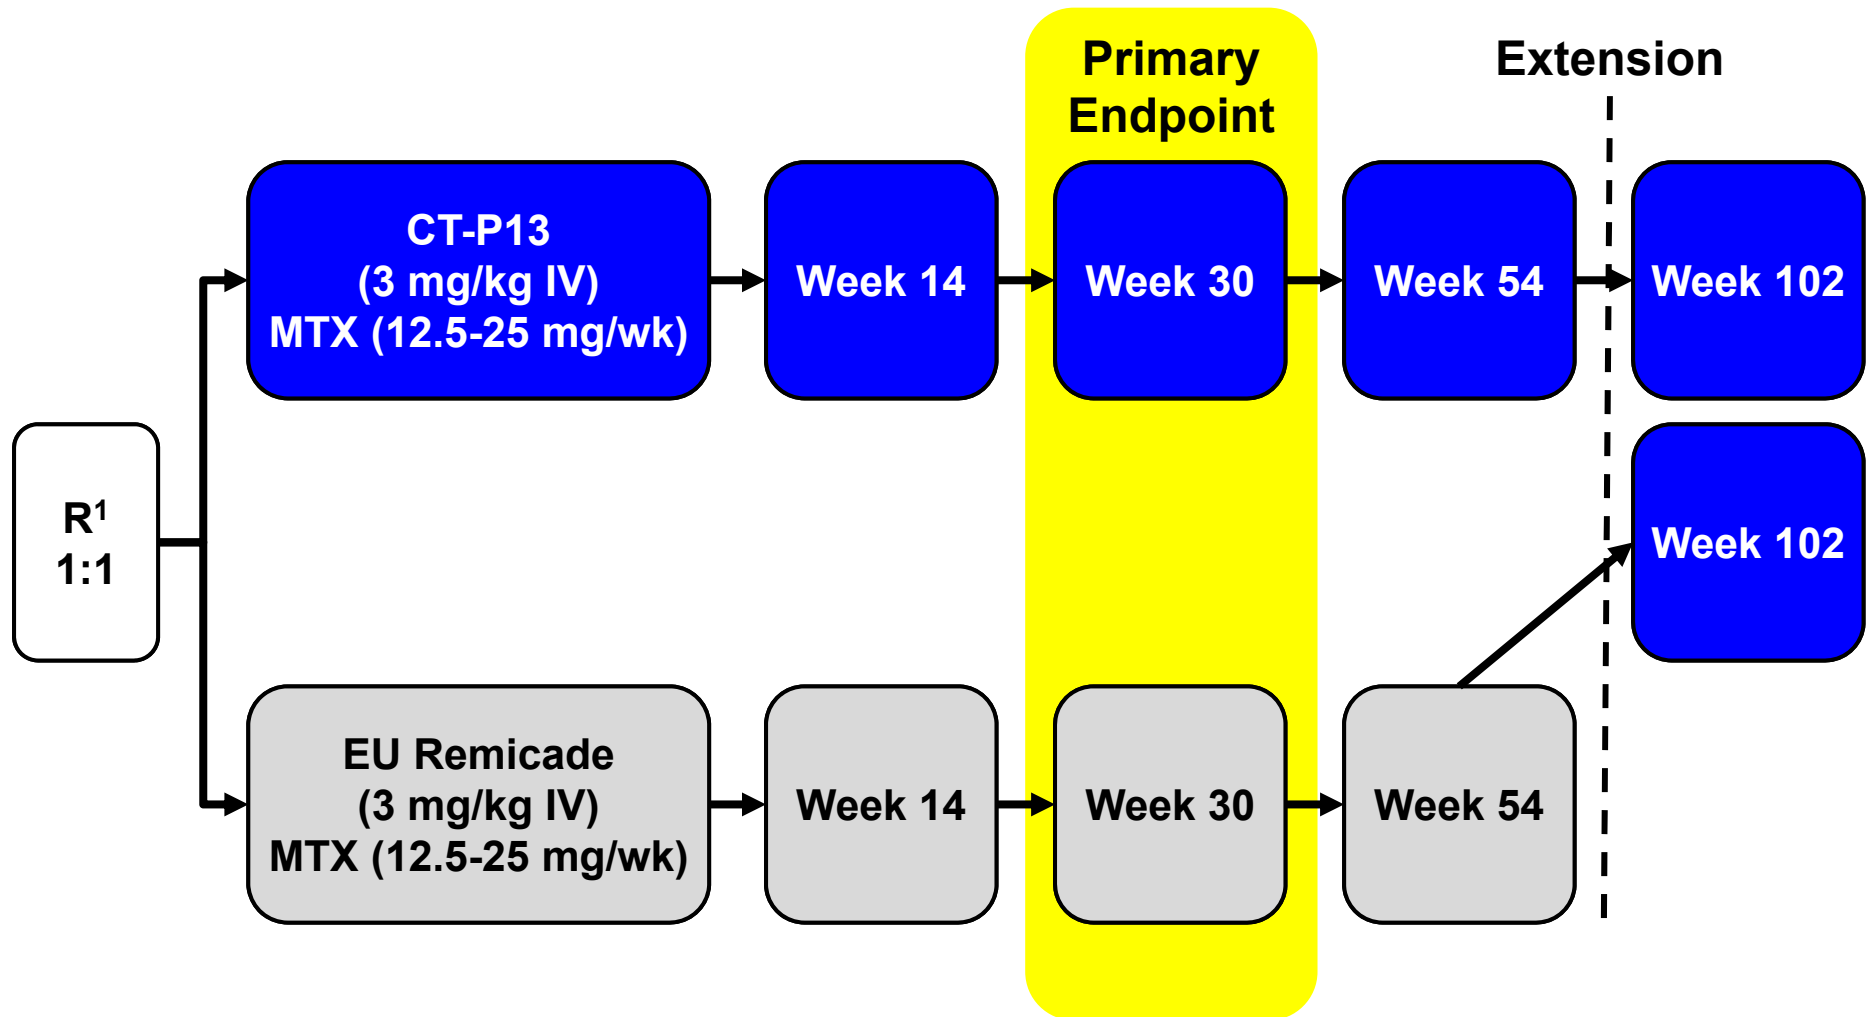 Primary
Endpoint
Extension
CT-P13
(3 mg/kg IV)
MTX (12.5-25 mg/wk)
Week 14
Week 30
Week 54
Week 102
R¹
1:1
Week 102
EU Remicade
(3 mg/kg IV)
MTX (12.5-25 mg/wk)
Week 14
Week 30
Week 54